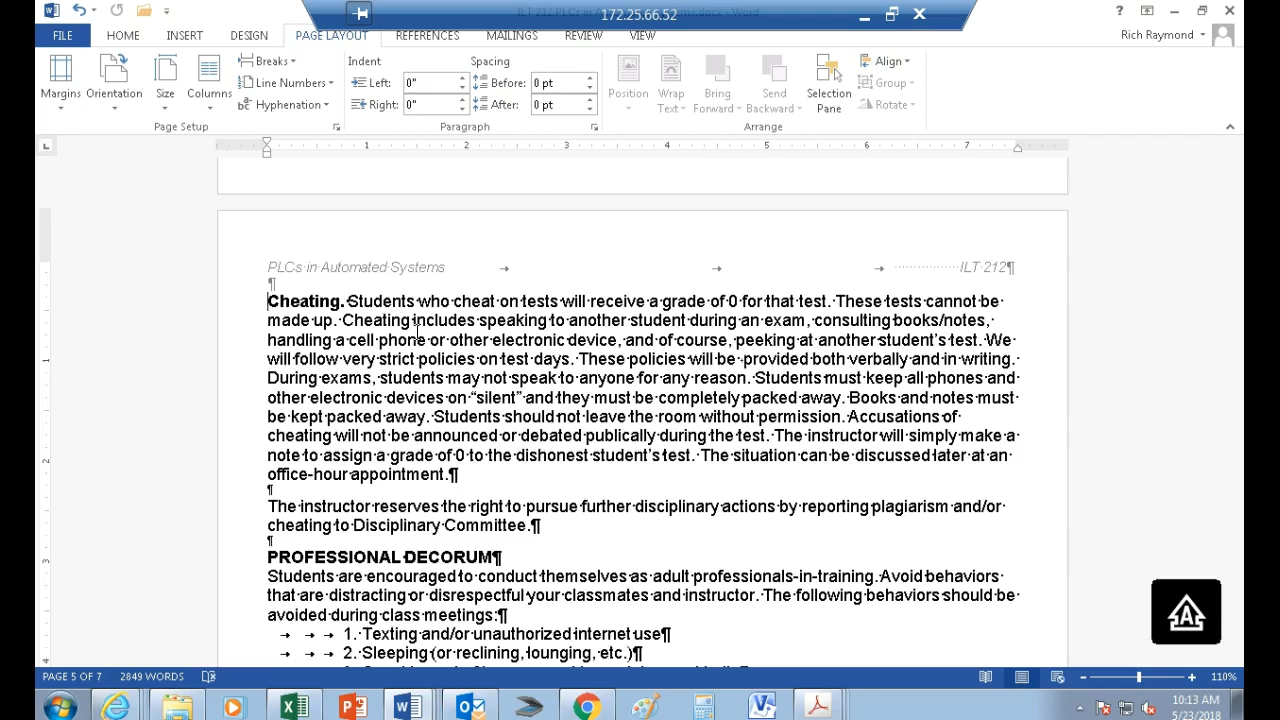 172.25.66.52
ILT 212 PLCs in Automated Systems.docx - Word
FILE HOME INSERT DESIGN PAGE LAYOUT REFERENCES MAILINGS REVIEW VIEW Rich Raymond
Margins Orientation Size Columns
Breaks
Line Numbers
Hyphenation
Page Setup
Indent Spacing
Left: 0" Before: 0 pt
Right: 0" After: 0 pt
Paragraph
Position Wrap Text Bring Forward Send Backward Selection Pane
Align
Group
Rotate
Arrange
1 2 3 4 5 6 7
PLCs in Automated Systems ILT 212¶
¶
Cheating. Students who cheat on tests will receive a grade of 0 for that test. These tests cannot be
made up. Cheating includes speaking to another student during an exam, consulting books/notes,
handling a cell phone or other electronic device, and of course, peeking at another student’s test. We
will follow very strict policies on test days. These policies will be provided both verbally and in writing.
During exams, students may not speak to anyone for any reason. Students must keep all phones and
other electronic devices on “silent” and they must be completely packed away. Books and notes must
be kept packed away. Students should not leave the room without permission. Accusations of
cheating will not be announced or debated publically during the test. The instructor will simply make a
note to assign a grade of 0 to the dishonest student’s test. The situation can be discussed later at an
office-hour appointment.¶
¶
The instructor reserves the right to pursue further disciplinary actions by reporting plagiarism and/or
cheating to Disciplinary Committee.¶
¶
PROFESSIONAL DECORUM¶
Students are encouraged to conduct themselves as adult professionals-in-training. Avoid behaviors
that are distracting or disrespectful your classmates and instructor. The following behaviors should be
avoided during class meetings:¶
1. Texting and/or unauthorized internet use¶
2. Sleeping (or reclining, lounging, etc.)¶
PAGE 5 OF 7 2849 WORDS 110%
10:13 AM
5/23/2018